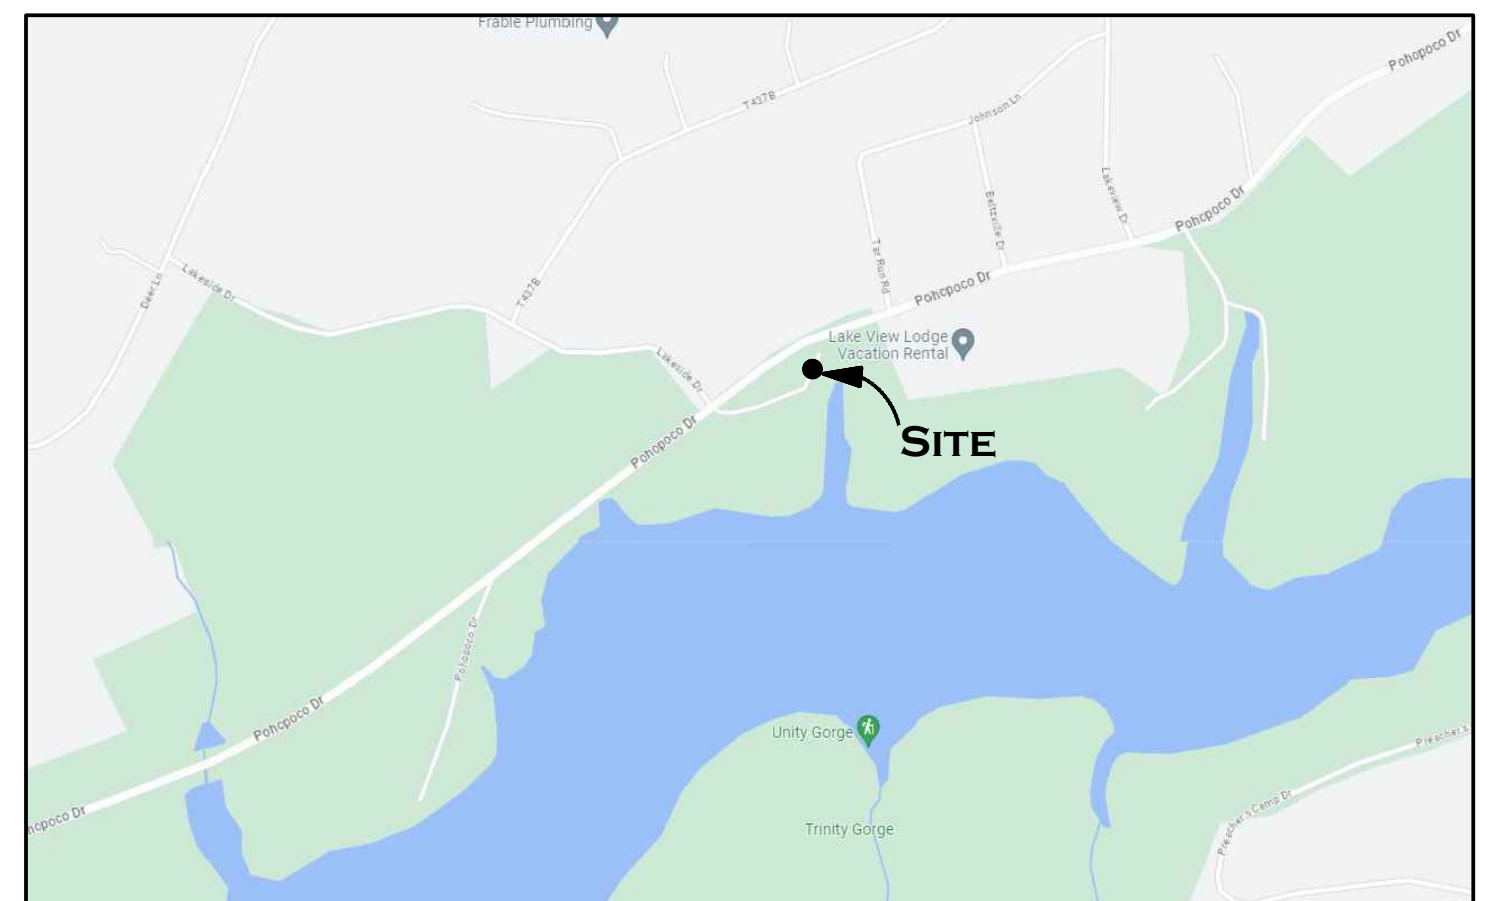 Frable Plumbing
Pohopoco Dr
T437B
Johnson Ln
Lakeview Dr
Beltzville Dr
Pohopoco Dr
Tar Run Rd
Deer Ln
Lakeside Dr
T437B
Pohopoco Dr
Lake View Lodge
Vacation Rental
Lakeside Dr
SITE
Pohopoco Dr
Pohopoco Dr
Pohopoco Dr
Unity Gorge
Preacher's
Preacher's Camp Dr
hopoco Dr
Trinity Gorge